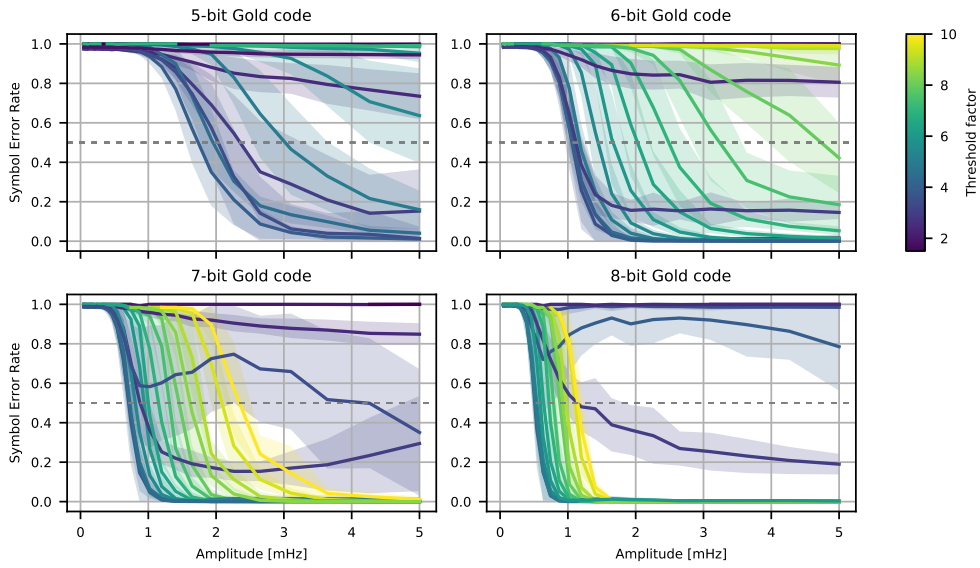 5-bit Gold code
6-bit Gold code
Symbol Error Rate
1.0
0.8
0.6
0.4
0.2
0.0
1.0
0.8
0.6
0.4
0.2
0.0
10
8
6
4
2
Threshold factor
7-bit Gold code
8-bit Gold code
Symbol Error Rate
1.0
0.8
0.6
0.4
0.2
0.0
0 1 2 3 4 5
Amplitude [mHz]
1.0
0.8
0.6
0.4
0.2
0.0
0 1 2 3 4 5
Amplitude [mHz]